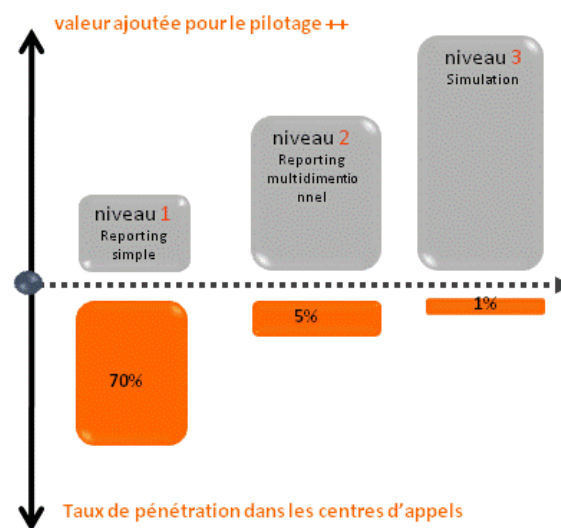 valeur ajoutée pour le pilotage ++
niveau 3
Simulation
niveau 2
Reporting
multidimentio
nnel
niveau 1
Reporting
simple
70%
5%
1%
Taux de pénétration dans les centres d'appels